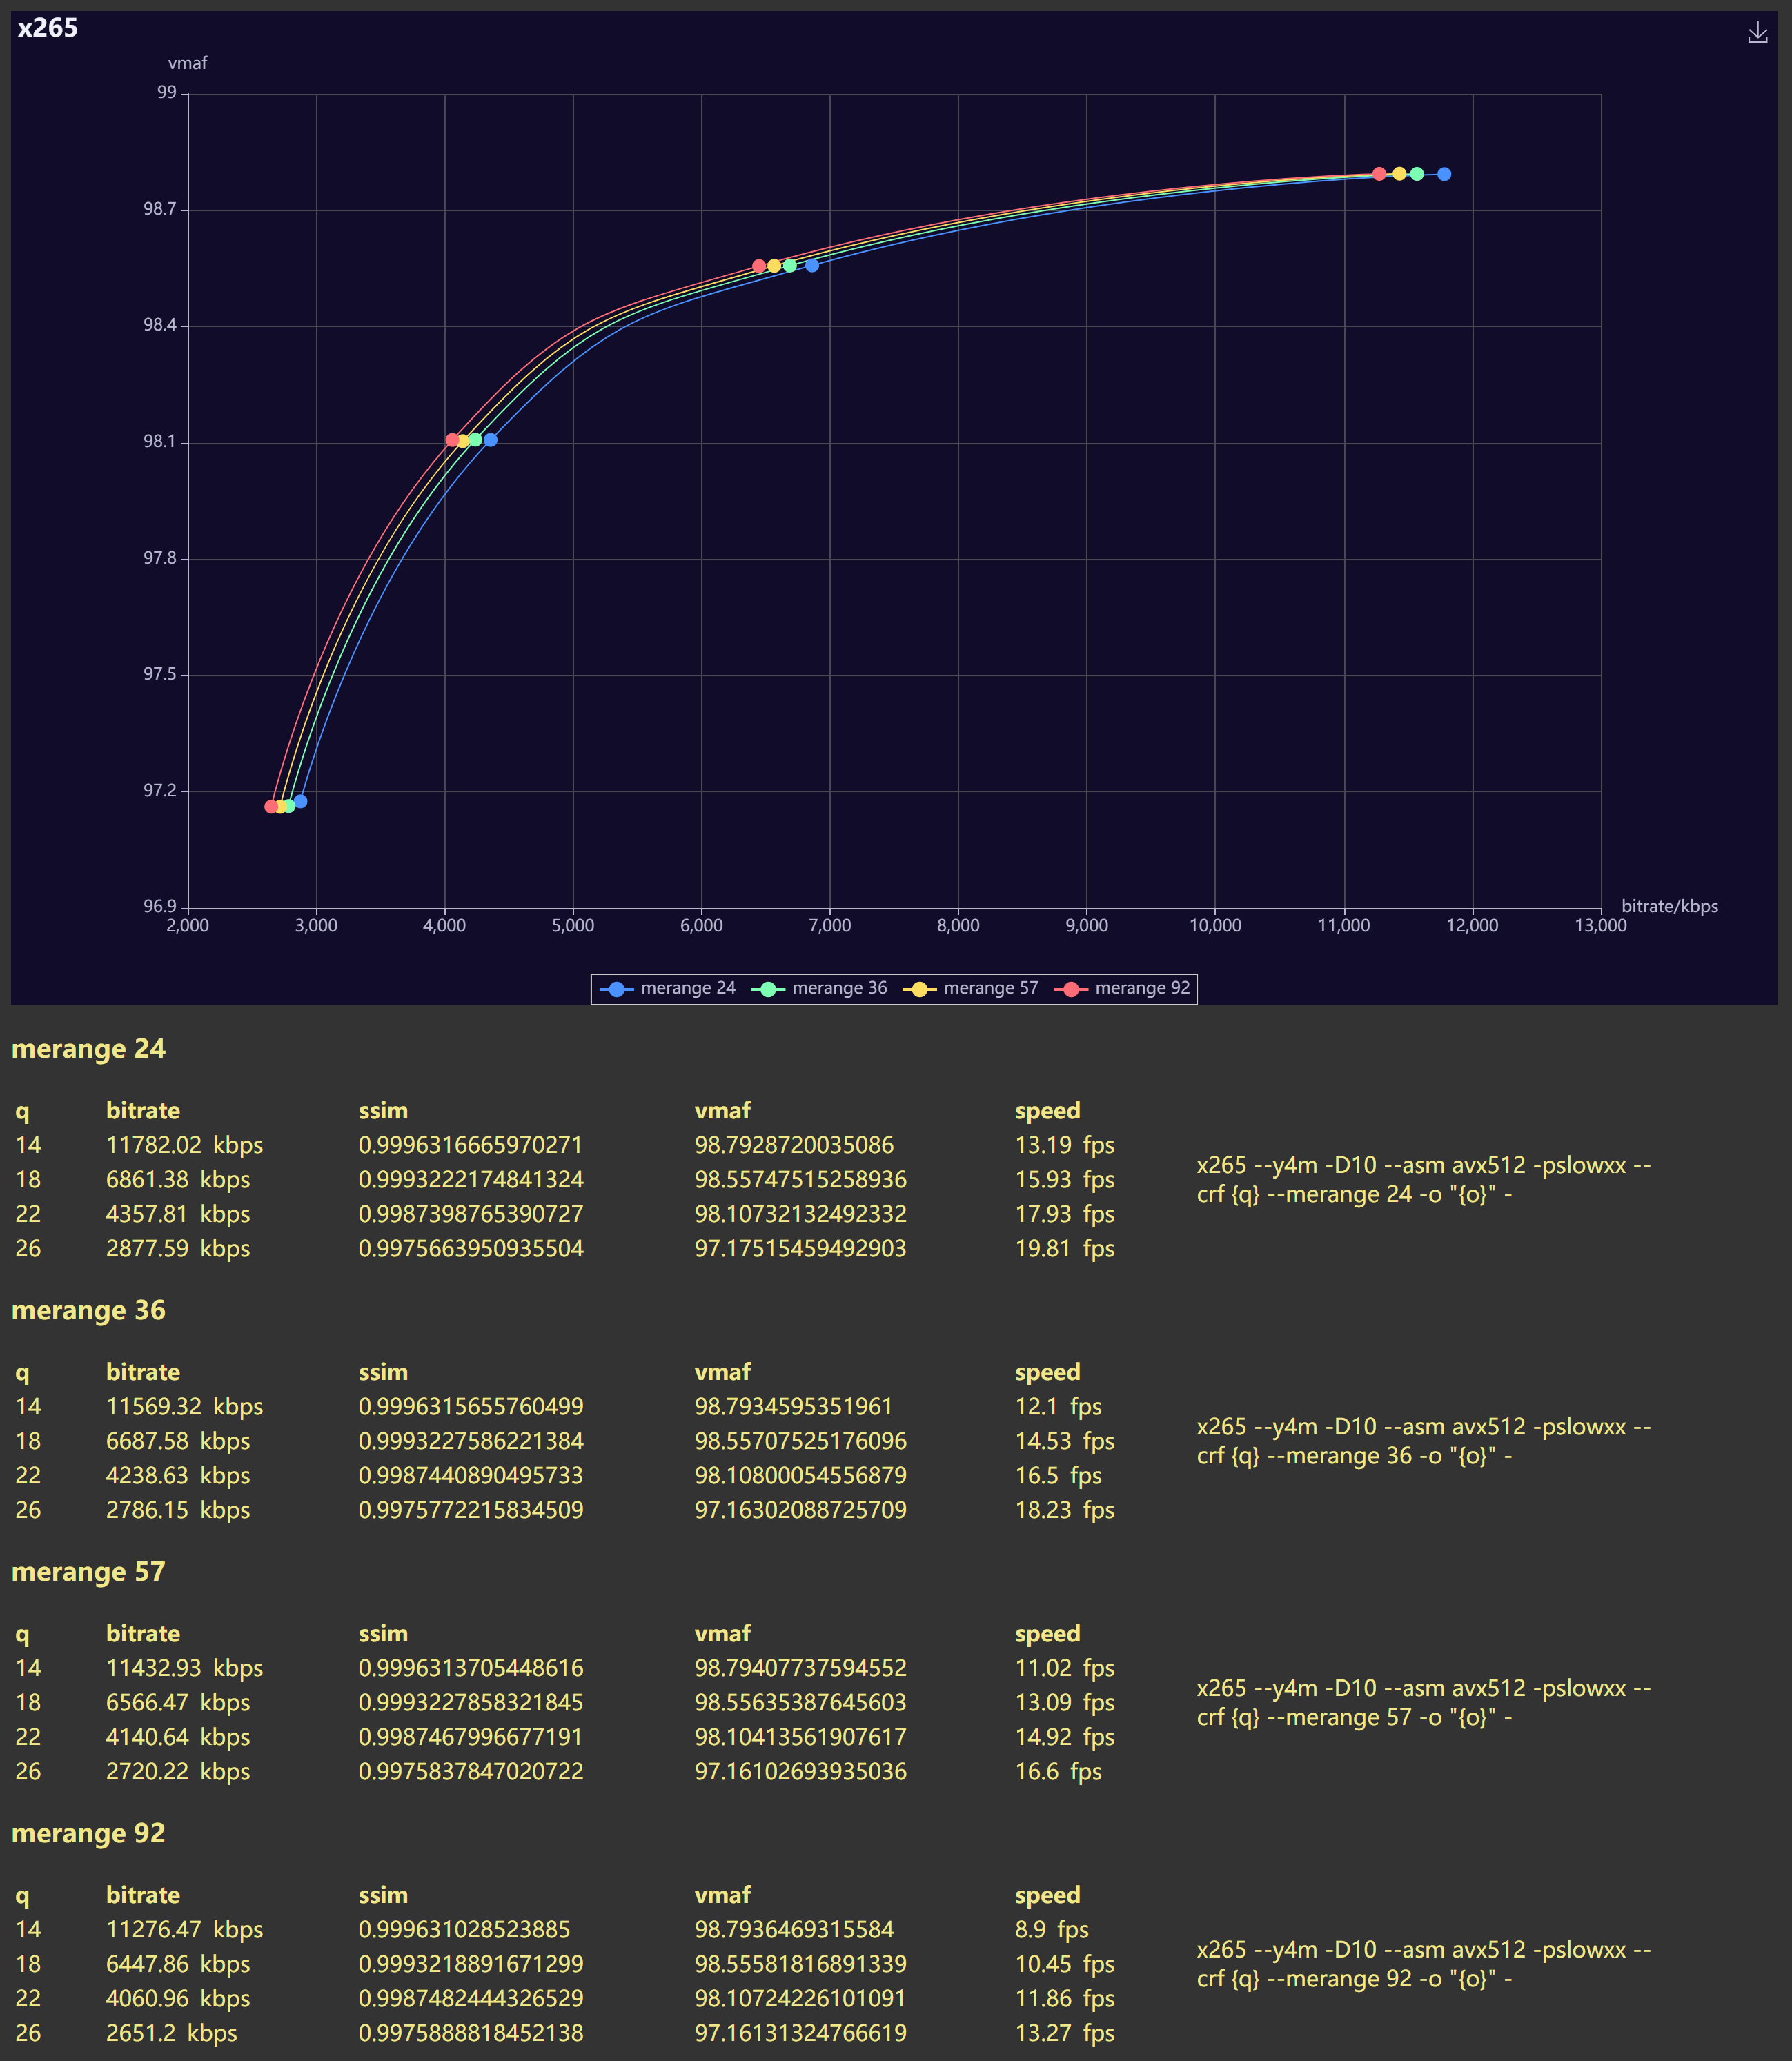 x265
vmaf
99
98.7
98.4
98.1
97.8
97.5
97.2
96.9
2,000 3,000 4,000 5,000 6,000 7,000 8,000 9,000 10,000 11,000 12,000 13,000
bitrate/kbps
merange 24 merange 36 merange 57 merange 92
merange 24
q bitrate ssim vmaf speed
14 11782.02 kbps 0.9996316665970271 98.7928720035086 13.19 fps
18 6861.38 kbps 0.9993222174841324 98.55747515258936 15.93 fps
22 4357.81 kbps 0.9987398765390727 98.10732132492332 17.93 fps
26 2877.59 kbps 0.9975663950935504 97.17515459492903 19.81 fps
x265 --y4m -D10 --asm avx512 -pslowxx --
crf {q} --merange 24 -o "{o}" -
merange 36
q bitrate ssim vmaf speed
14 11569.32 kbps 0.9996315655760499 98.7934595351961 12.1 fps
18 6687.58 kbps 0.9993227586221384 98.55707525176096 14.53 fps
22 4238.63 kbps 0.9987440890495733 98.10800054556879 16.5 fps
26 2786.15 kbps 0.9975772215834509 97.16302088725709 18.23 fps
x265 --y4m -D10 --asm avx512 -pslowxx --
crf {q} --merange 36 -o "{o}" -
merange 57
q bitrate ssim vmaf speed
14 11432.93 kbps 0.9996313705448616 98.79407737594552 11.02 fps
18 6566.47 kbps 0.9993227858321845 98.55635387645603 13.09 fps
22 4140.64 kbps 0.9987467996677191 98.10413561907617 14.92 fps
26 2720.22 kbps 0.9975837847020722 97.16102693935036 16.6 fps
x265 --y4m -D10 --asm avx512 -pslowxx --
crf {q} --merange 57 -o "{o}" -
merange 92
q bitrate ssim vmaf speed
14 11276.47 kbps 0.999631028523885 98.7936469315584 8.9 fps
18 6447.86 kbps 0.9993218891671299 98.55581816891339 10.45 fps
22 4060.96 kbps 0.9987482444326529 98.10724226101091 11.86 fps
26 2651.2 kbps 0.9975888818452138 97.16131324766619 13.27 fps
x265 --y4m -D10 --asm avx512 -pslowxx --
crf {q} --merange 92 -o "{o}" -